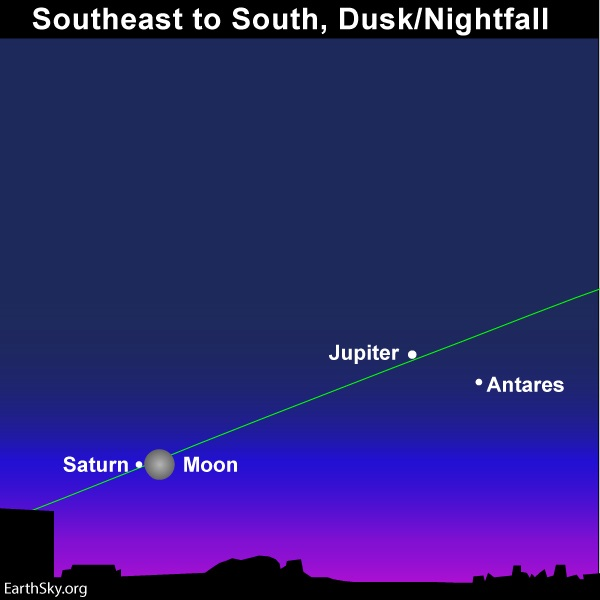 Southeast to South, Dusk/Nightfall
Jupiter
Antares
Saturn
Moon
EarthSky.org